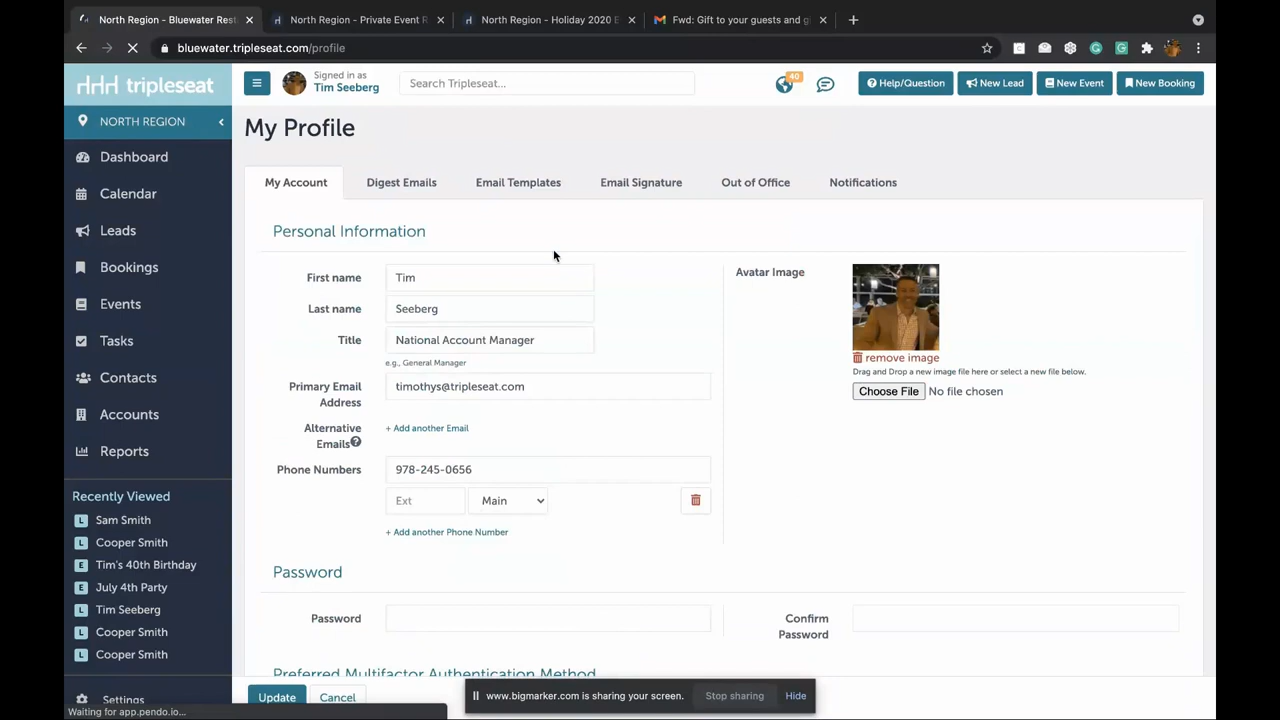 North Region - Bluewater Rest
North Region - Private Event R
North Region - Holiday 2020 E
Fwd: Gift to your guests and g
bluewater.tripleseat.com/profile
tripleseat
Signed in as
Tim Seeberg
Search Tripleseat...
40
Help/Question
New Lead
New Event
New Booking
NORTH REGION
Dashboard
Calendar
Leads
Bookings
Events
Tasks
Contacts
Accounts
Reports
Recently Viewed
L Sam Smith
L Cooper Smith
E Tim's 40th Birthday
E July 4th Party
L Tim Seeberg
L Cooper Smith
L Cooper Smith
Settings
My Profile
My Account
Digest Emails
Email Templates
Email Signature
Out of Office
Notifications
Personal Information
First name
Tim
Last name
Seeberg
Title
National Account Manager
e.g., General Manager
Primary Email
Address
timothys@tripleseat.com
Alternative
Emails
+ Add another Email
Phone Numbers
978-245-0656
Ext
Main
+ Add another Phone Number
Avatar Image
remove image
Drag and Drop a new image file here or select a new file below.
Choose File No file chosen
Password
Password
Confirm
Password
Preferred Multifactor Authentication Method
Update
Cancel
www.bigmarker.com is sharing your screen.
Stop sharing
Hide
Waiting for app.pendo.io...